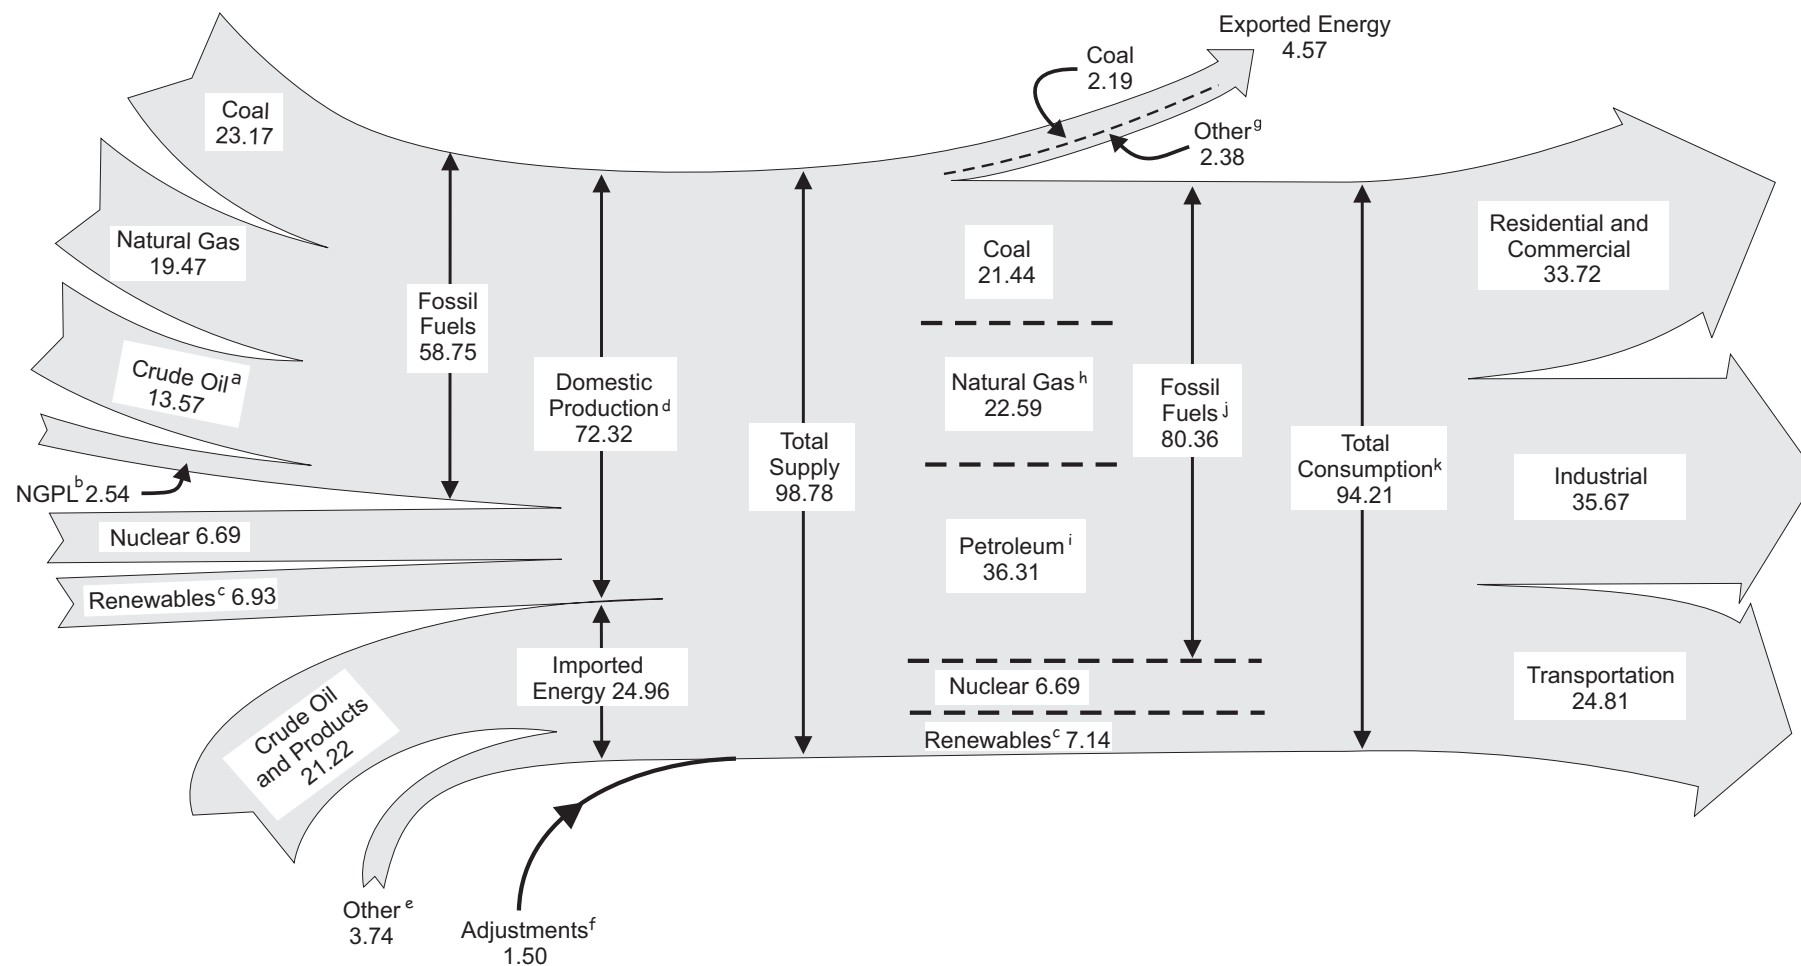 Exported Energy
4.57
Coal
2.19
Other g
2.38
Coal
23.17
Natural Gas
19.47
Crude Oil a
13.57
NGPL b 2.54
Nuclear 6.69
Renewables c 6.93
Fossil
Fuels
58.75
Domestic
Production d
72.32
Imported
Energy 24.96
Crude Oil
and Products
21.22
Other e
3.74
Adjustments f
1.50
Total
Supply
98.78
Coal
21.44
Natural Gas h
22.59
Petroleum i
36.31
Nuclear 6.69
Renewables c 7.14
Fossil
Fuels j
80.36
Total
Consumption k
94.21
Residential and
Commercial
33.72
Industrial
35.67
Transportation
24.81